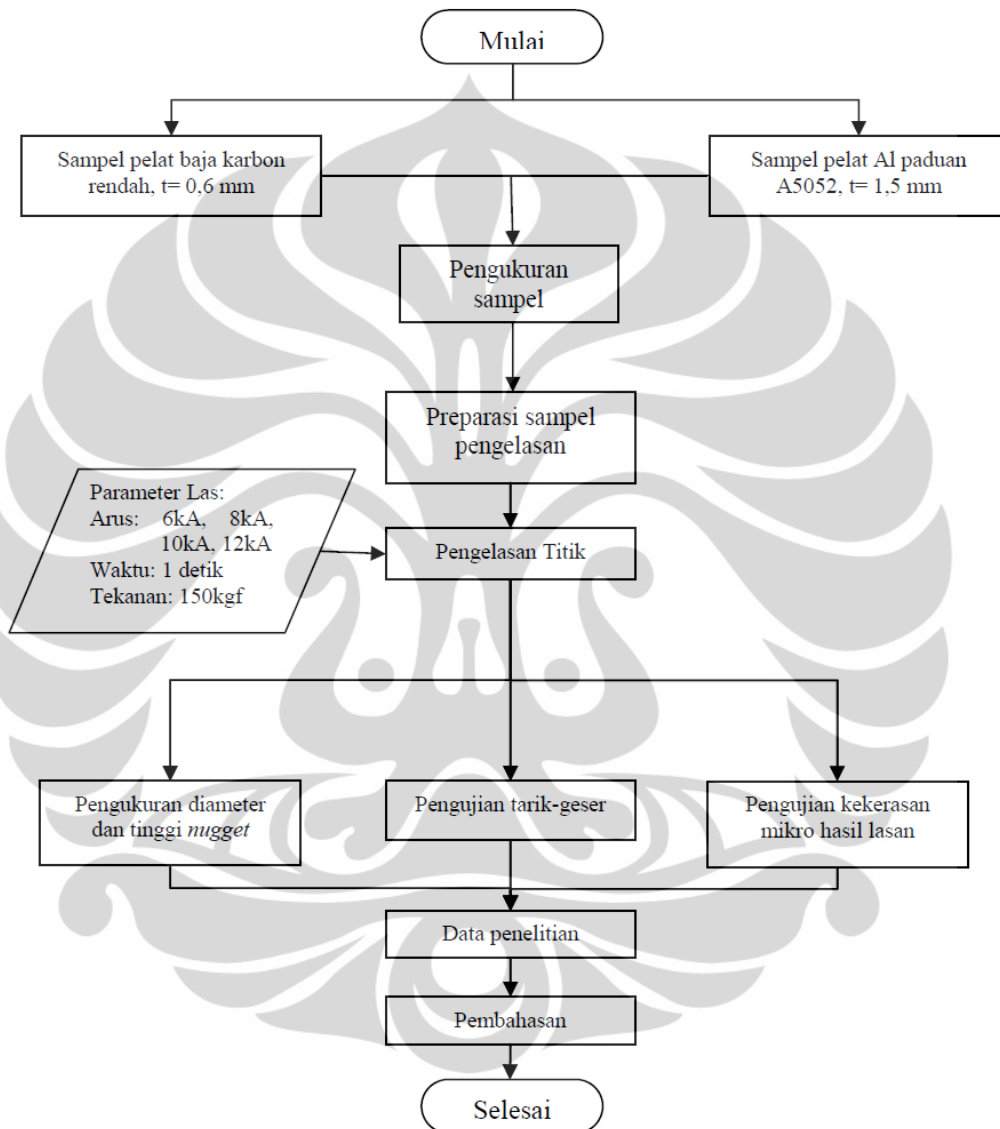 Mulai
Sampel pelat baja karbon
rendah, t= 0,6 mm
Sampel pelat Al paduan
A5052, t= 1,5 mm
Pengukuran
sampel
Preparasi sampel
pengelasan
Parameter Las:
Arus: 6kA, 8kA,
10kA, 12kA
Waktu: 1 detik
Tekanan: 150kgf
Pengelasan Titik
Pengukuran diameter
dan tinggi nugget
Pengujian tarik-geser
Pengujian kekerasan
mikro hasil lasan
Data penelitian
Pembahasan
Selesai